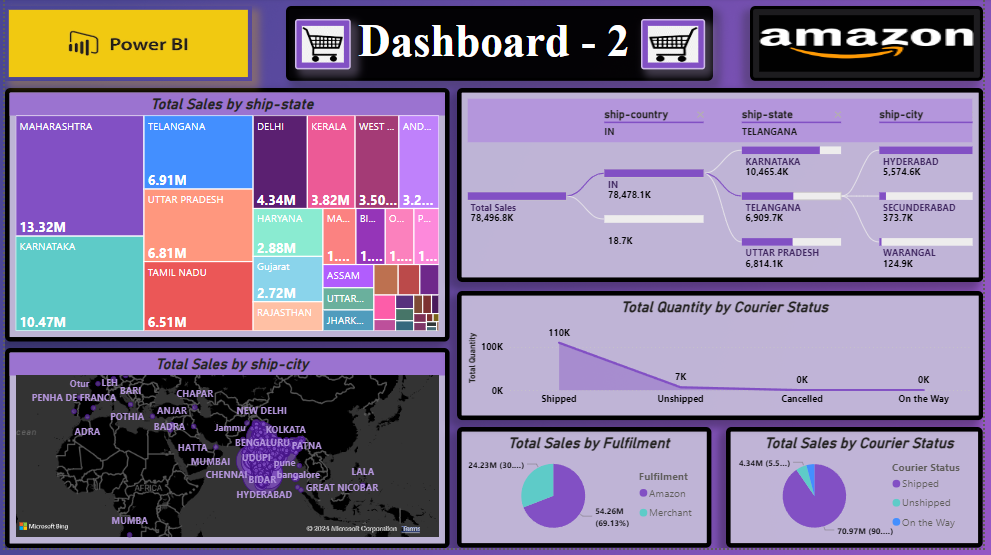 Power BI
Dashboard - 2
amazon
Total Sales by ship-state
MAHARASHTRA
13.32M
KARNATAKA
10.47M
TELANGANA
6.91M
UTTAR PRADESH
6.81M
TAMIL NADU
6.51M
DELHI
4.34M
KERALA
3.82M
WEST ...
3.50...
AND...
3.2...
HARYANA
2.88M
Gujarat
2.72M
RAJASTHAN
MA...
1....
BI...
1....
O...
1....
P...
1....
ASSAM
UTTAR...
JHARK...
ship-country
IN
ship-state
TELANGANA
ship-city
Total Sales
78,496.8K
IN
78,478.1K
18.7K
KARNATAKA
10,465.4K
TELANGANA
6,909.7K
UTTAR PRADESH
6,814.1K
HYDERABAD
5,574.6K
SECUNDERABAD
373.7K
WARANGAL
124.9K
Total Quantity by Courier Status
Total Quantity
100K
0K
110K
7K
0K
0K
Shipped
Unshipped
Cancelled
On the Way
Total Sales by ship-city
Otur
LEH
BARI
PENHA DE FRANCA
CHAPAR
POTHIA
ANJAR
NEW DELHI
ADRA
BADRA
Jammu
KOLKATA
HATTA
BENGALURU
PATNA
MUMBAI
UDUPI
pune
CHENNAI
BIDAR
bangalore
LALA
HYDERABAD
GREAT NICOBAR
AFRICA
MUMBA
ocean
Microsoft Bing
© 2024 Microsoft Corporation Terms
Total Sales by Fulfilment
24.23M (30....)
54.26M
(69.13%)
Fulfilment
Amazon
Merchant
Total Sales by Courier Status
4.34M (5.5...)
70.97M (90....)
Courier Status
Shipped
Unshipped
On the Way